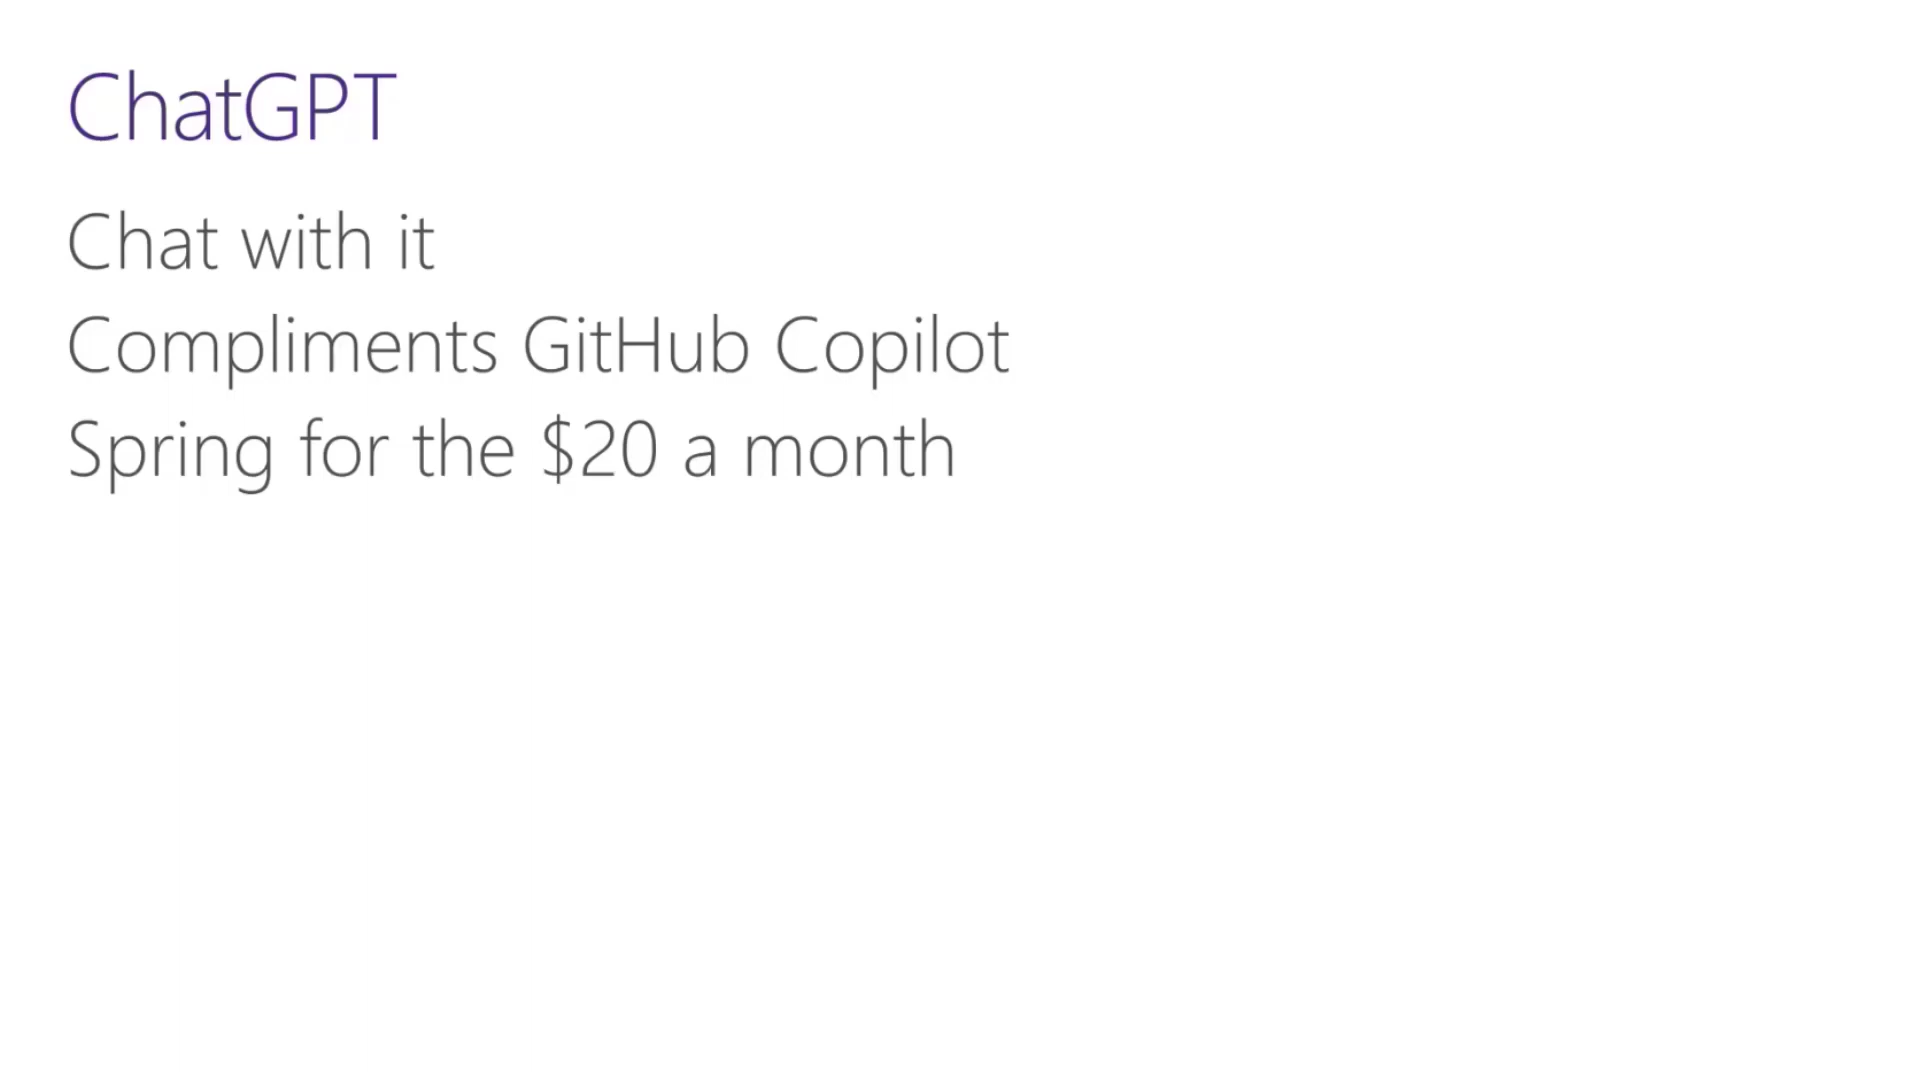 ChatGPT
Chat with it
Compliments GitHub Copilot
Spring for the $20 a month